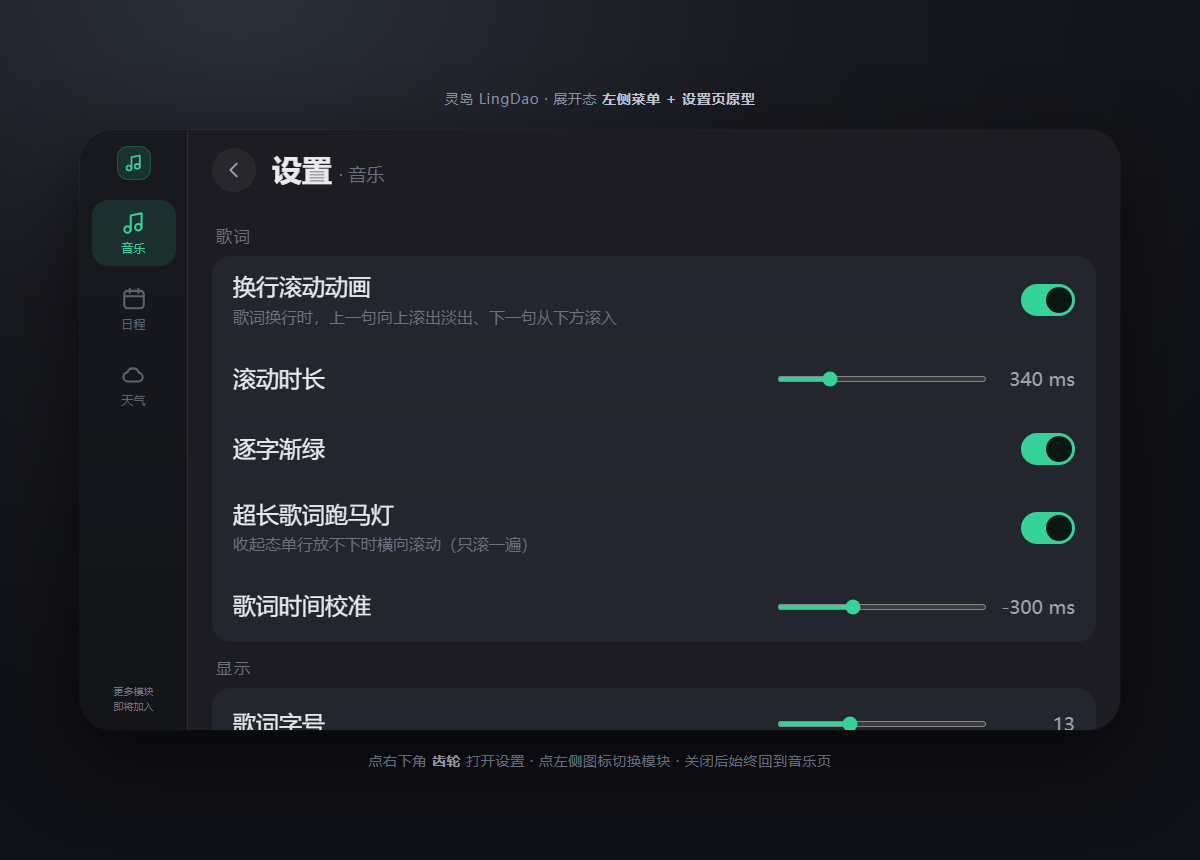 灵岛 LingDao · 展开态 左侧菜单 + 设置页原型
设置 · 音乐
音乐
日程
天气
更多模块
即将加入
歌词
换行滚动动画
歌词换行时，上一句向上滚出淡出、下一句从下方滚入
滚动时长
340 ms
逐字渐绿
超长歌词跑马灯
收起态单行放不下时横向滚动（只滚一遍）
歌词时间校准
-300 ms
显示
歌词字号
13
点右下角 齿轮 打开设置 · 点左侧图标切换模块 · 关闭后始终回到音乐页